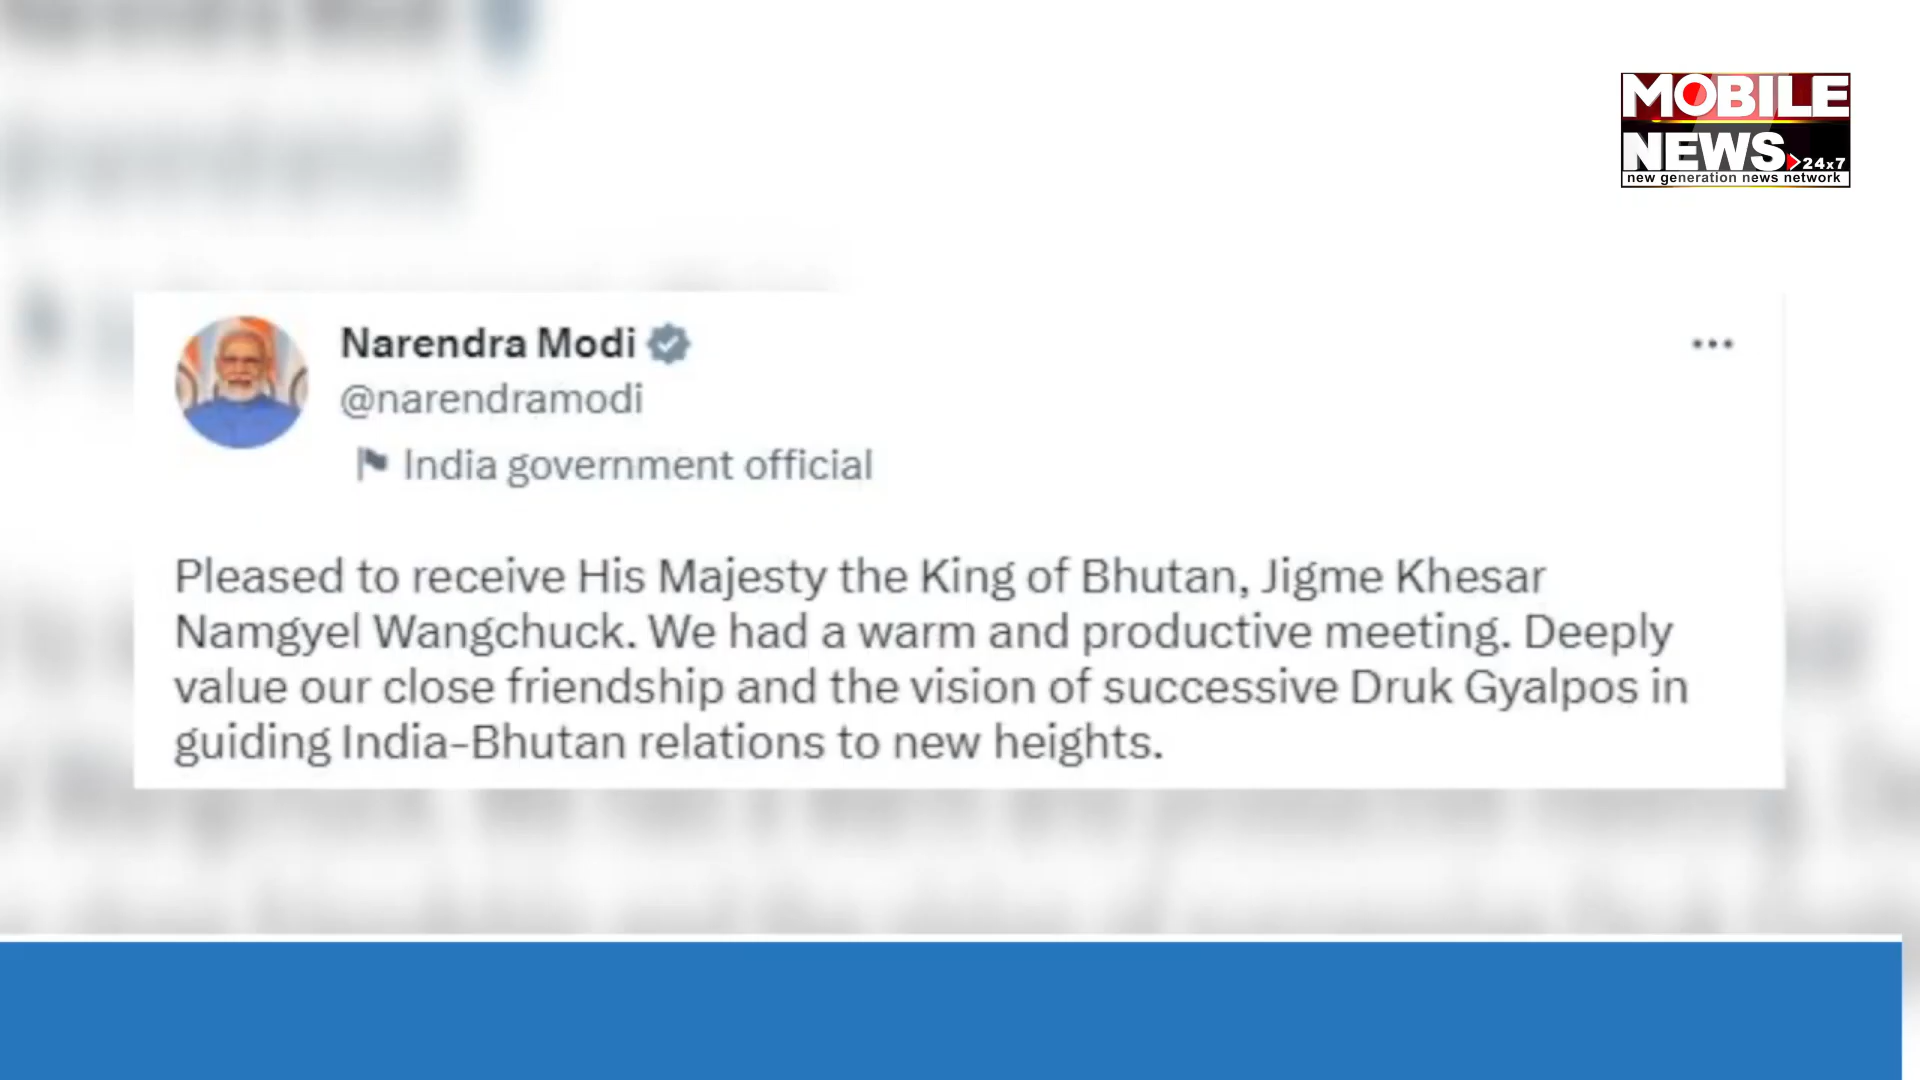 MOBILE
NEWS 24x7
new generation news network
Narendra Modi
@narendramodi
India government official
Pleased to receive His Majesty the King of Bhutan, Jigme Khesar
Namgyel Wangchuck. We had a warm and productive meeting. Deeply
value our close friendship and the vision of successive Druk Gyalpos in
guiding India-Bhutan relations to new heights.